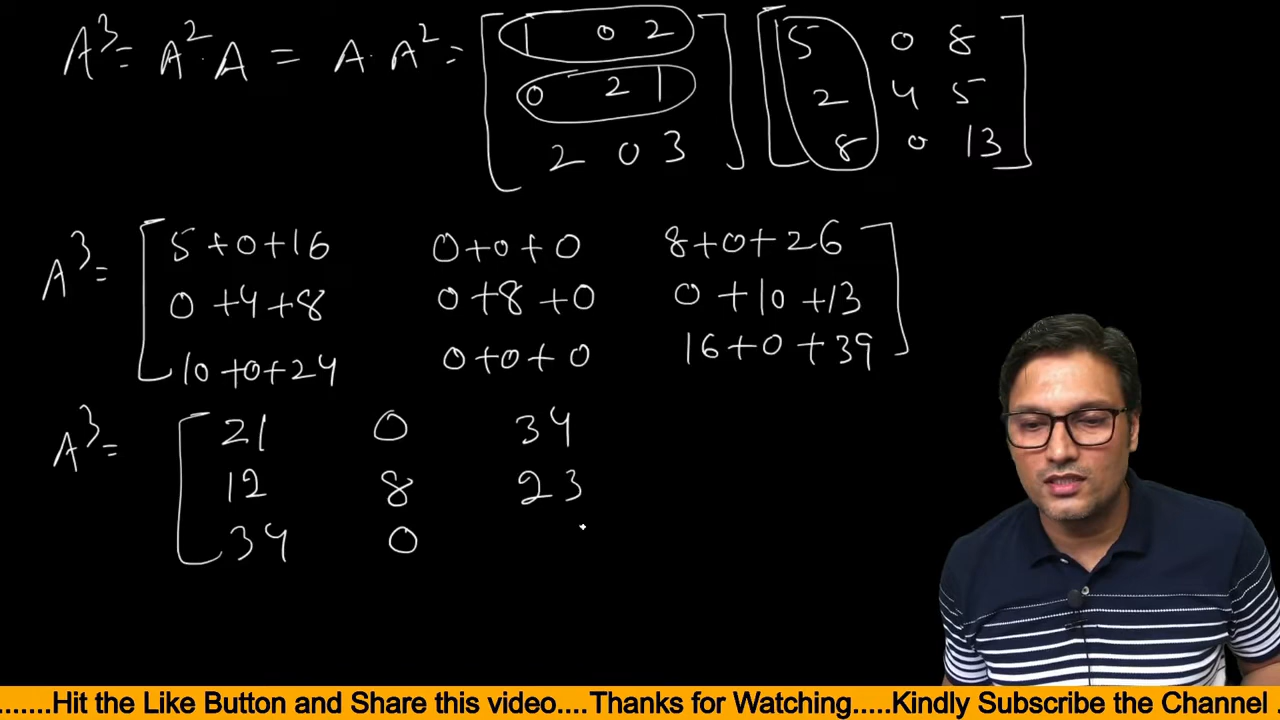 A³= A²·A = A·A²= [1 0 2 [5 0 8
0 2 1 2 4 5
2 0 3] 8 0 13]
A³= [5+0+16 0+0+0 8+0+26
0+4+8 0+8+0 0+10+13
10+0+24 0+0+0 16+0+39]
A³= [21 0 34
12 8 23
34 0
.......Hit the Like Button and Share this video....Thanks for Watching.....Kindly Subscribe the Channel .